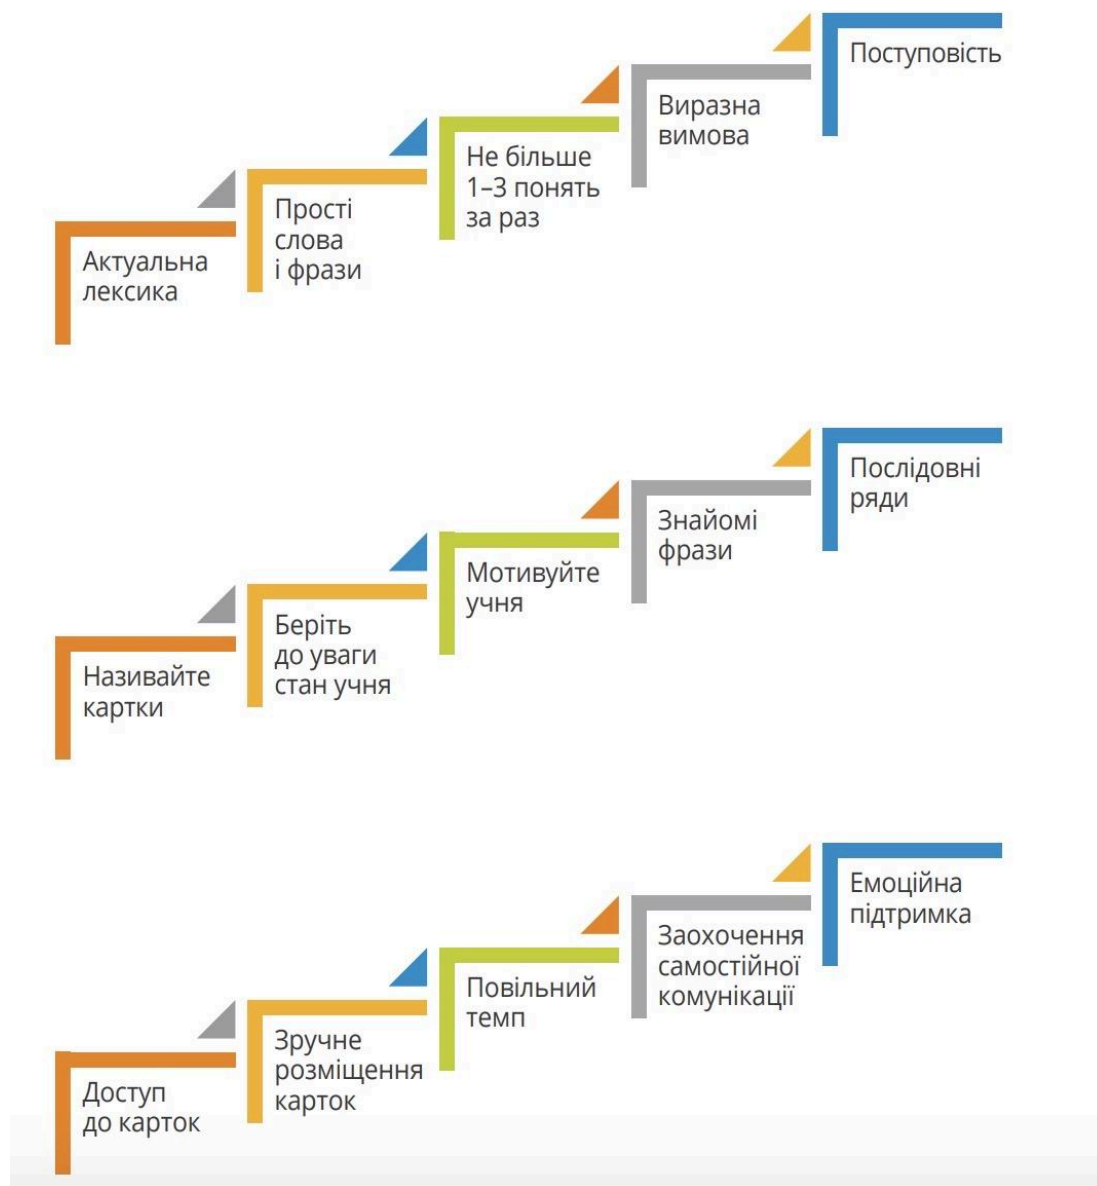 Актуальна
лексика
Прості
слова
і фрази
Не більше
1–3 понять
за раз
Виразна
вимова
Поступовість
Називайте
картки
Беріть
до уваги
стан учня
Мотивуйте
учня
Знайомі
фрази
Послідовні
ряди
Доступ
до карток
Зручне
розміщення
карток
Повільний
темп
Заохочення
самостійної
комунікації
Емоційна
підтримка